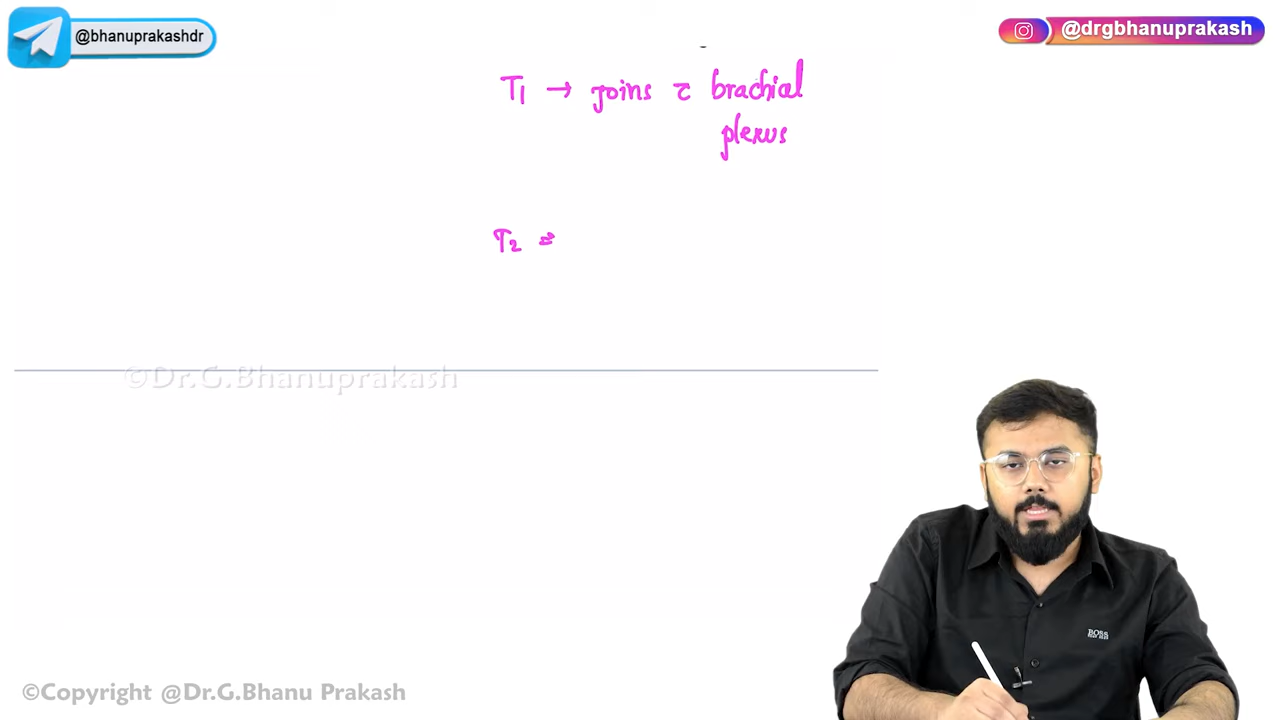 @bhanuprakashdr
@drgbhanuprakash
T1 → joins c̄ brachial
plexus
T2 ⇒
©Dr.G.Bhanuprakash
BOSS
©Copyright @Dr.G.Bhanu Prakash